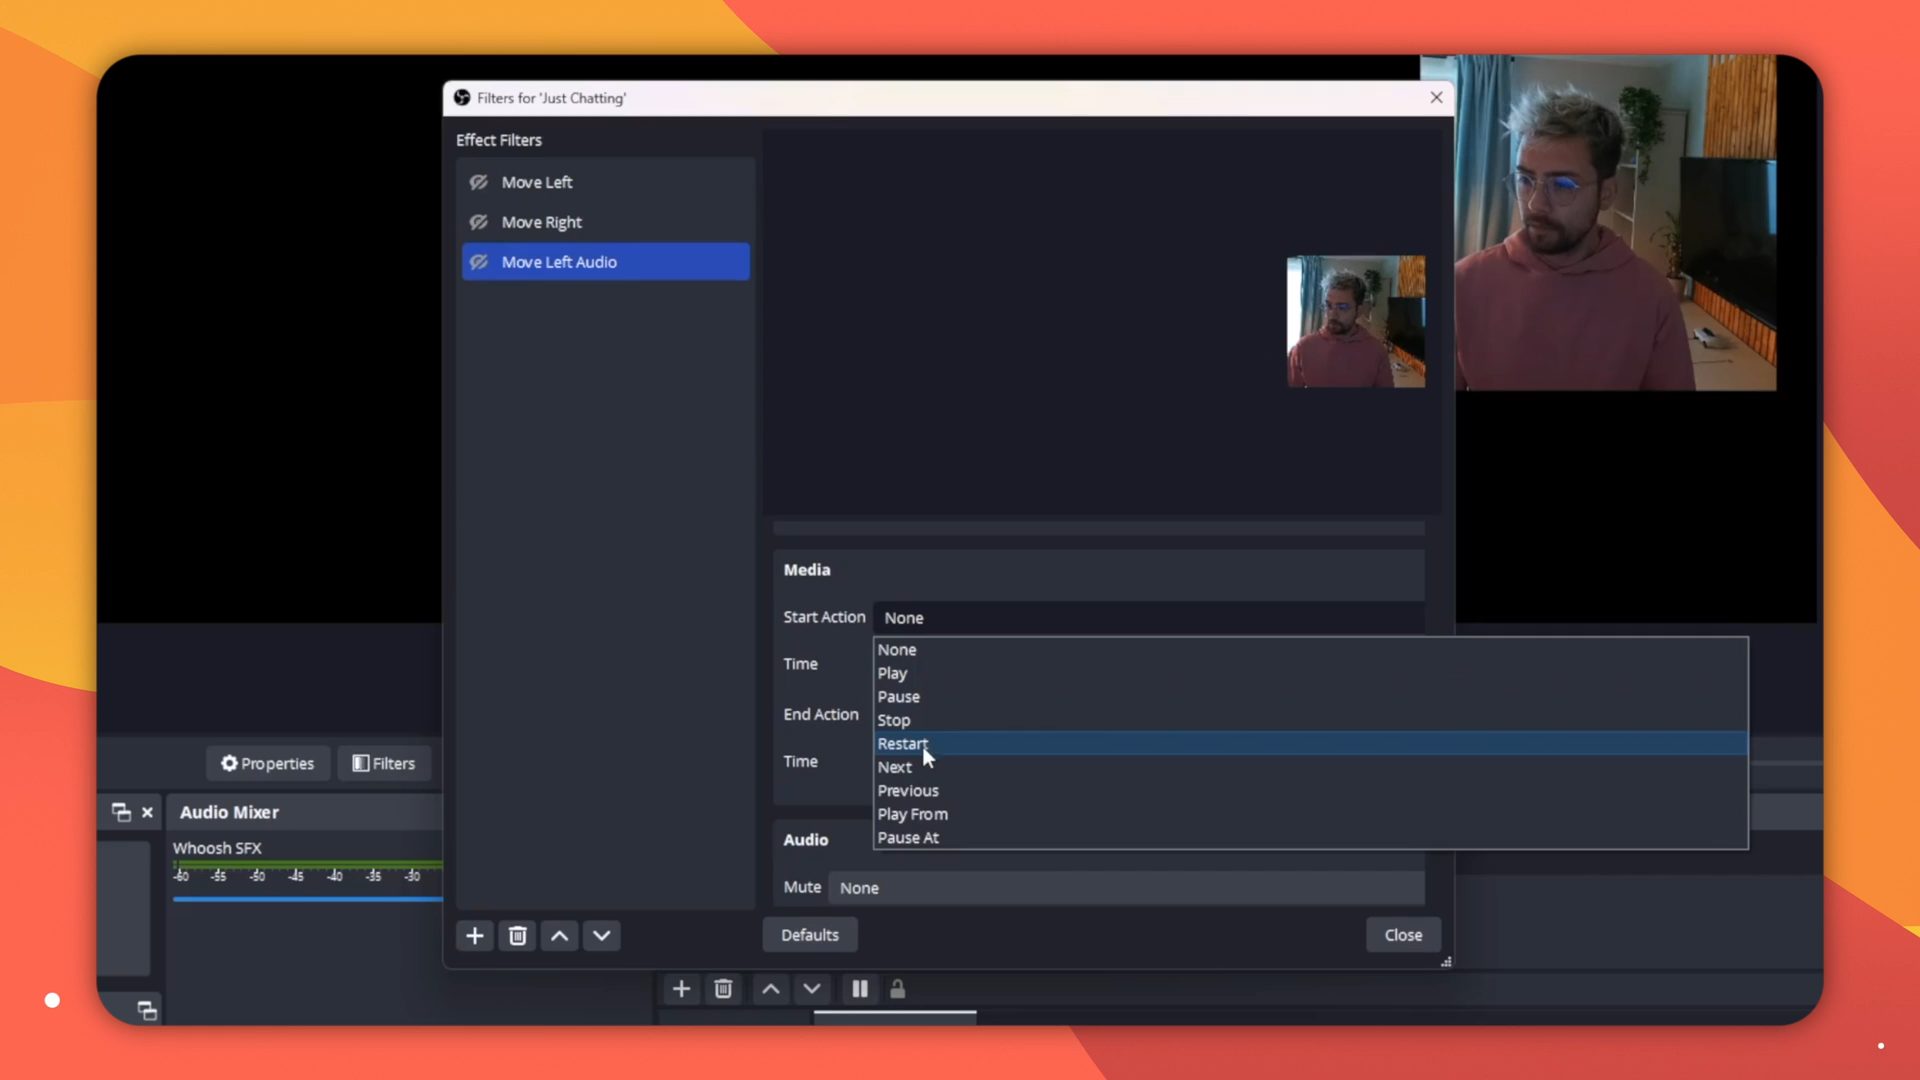 Filters for 'Just Chatting'
Effect Filters
Move Left
Move Right
Move Left Audio
Media
Start Action None
None
Play
Pause
Stop
Restart
Next
Previous
Play From
Pause At
Time
End Action
Time
Audio
Mute None
Defaults
Close
Properties
Filters
Audio Mixer
Whoosh SFX
-60 -55 -50 -45 -40 -35 -30